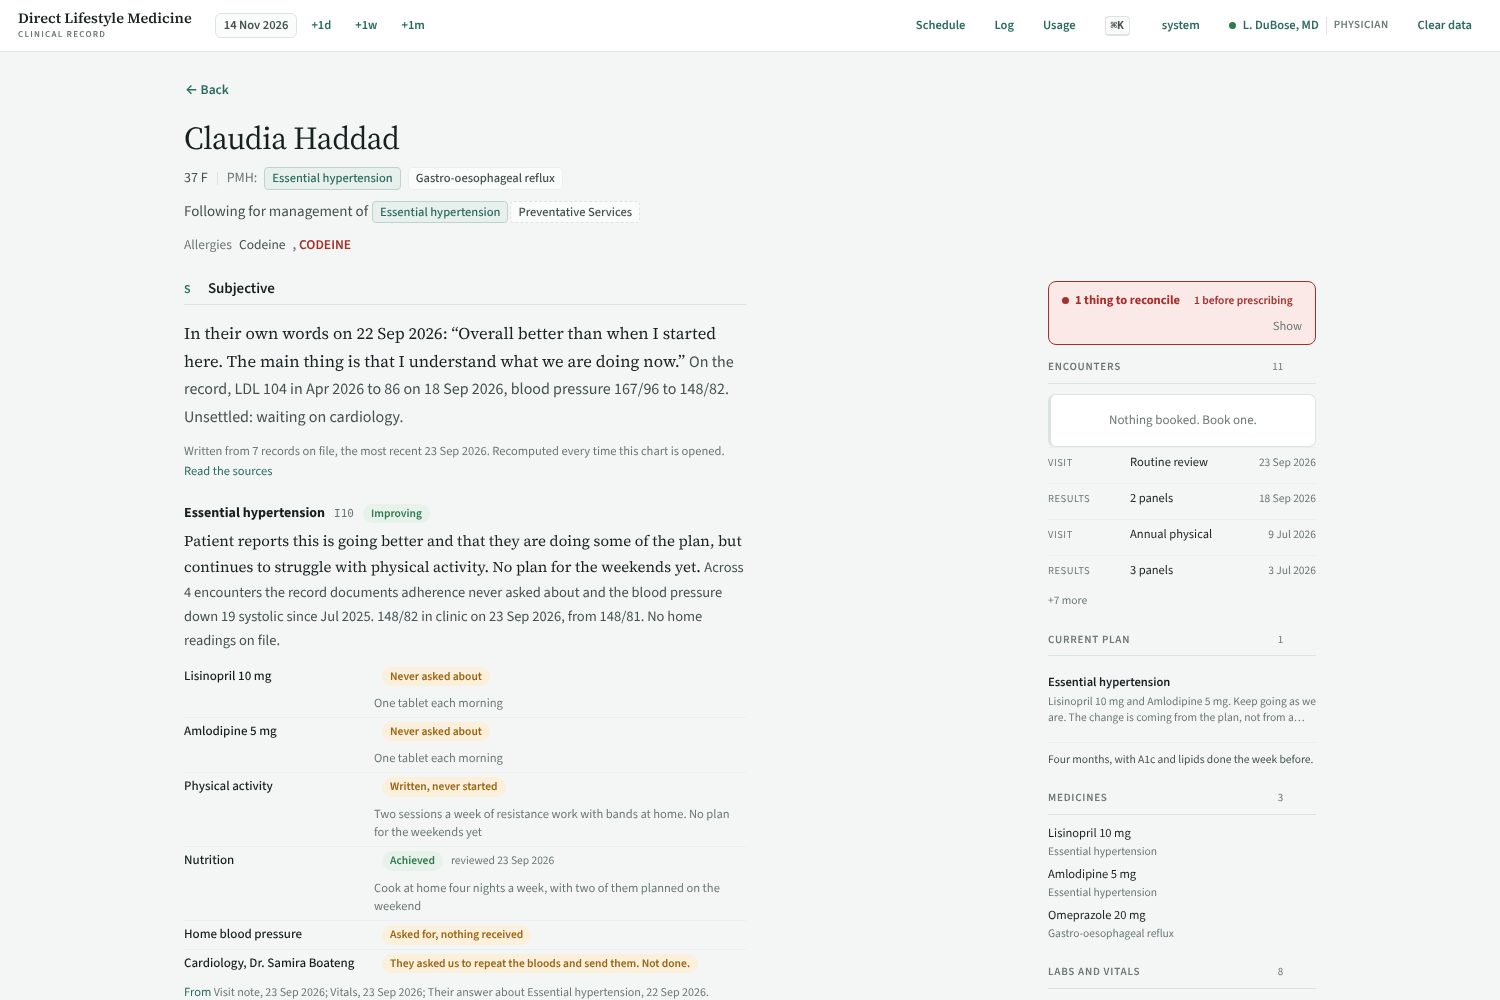 Direct Lifestyle Medicine
CLINICAL RECORD
14 Nov 2026 +1d +1w +1m
Schedule Log Usage ⌘K system L. DuBose, MD PHYSICIAN Clear data
← Back
Claudia Haddad
37 F PMH: Essential hypertension Gastro-oesophageal reflux
Following for management of Essential hypertension Preventative Services
Allergies Codeine , CODEINE
S Subjective
In their own words on 22 Sep 2026: “Overall better than when I started
here. The main thing is that I understand what we are doing now.” On the
record, LDL 104 in Apr 2026 to 86 on 18 Sep 2026, blood pressure 167/96 to 148/82.
Unsettled: waiting on cardiology.
Written from 7 records on file, the most recent 23 Sep 2026. Recomputed every time this chart is opened.
Read the sources
Essential hypertension I10 Improving
Patient reports this is going better and that they are doing some of the plan, but
continues to struggle with physical activity. No plan for the weekends yet. Across
4 encounters the record documents adherence never asked about and the blood pressure
down 19 systolic since Jul 2025. 148/82 in clinic on 23 Sep 2026, from 148/81. No home
readings on file.
Lisinopril 10 mg Never asked about
One tablet each morning
Amlodipine 5 mg Never asked about
One tablet each morning
Physical activity Written, never started
Two sessions a week of resistance work with bands at home. No plan
for the weekends yet
Nutrition Achieved reviewed 23 Sep 2026
Cook at home four nights a week, with two of them planned on the
weekend
Home blood pressure Asked for, nothing received
Cardiology, Dr. Samira Boateng They asked us to repeat the bloods and send them. Not done.
From Visit note, 23 Sep 2026; Vitals, 23 Sep 2026; Their answer about Essential hypertension, 22 Sep 2026.
1 thing to reconcile 1 before prescribing
Show
ENCOUNTERS 11
Nothing booked. Book one.
VISIT Routine review 23 Sep 2026
RESULTS 2 panels 18 Sep 2026
VISIT Annual physical 9 Jul 2026
RESULTS 3 panels 3 Jul 2026
+7 more
CURRENT PLAN 1
Essential hypertension
Lisinopril 10 mg and Amlodipine 5 mg. Keep going as we
are. The change is coming from the plan, not from a…
Four months, with A1c and lipids done the week before.
MEDICINES 3
Lisinopril 10 mg
Essential hypertension
Amlodipine 5 mg
Essential hypertension
Omeprazole 20 mg
Gastro-oesophageal reflux
LABS AND VITALS 8